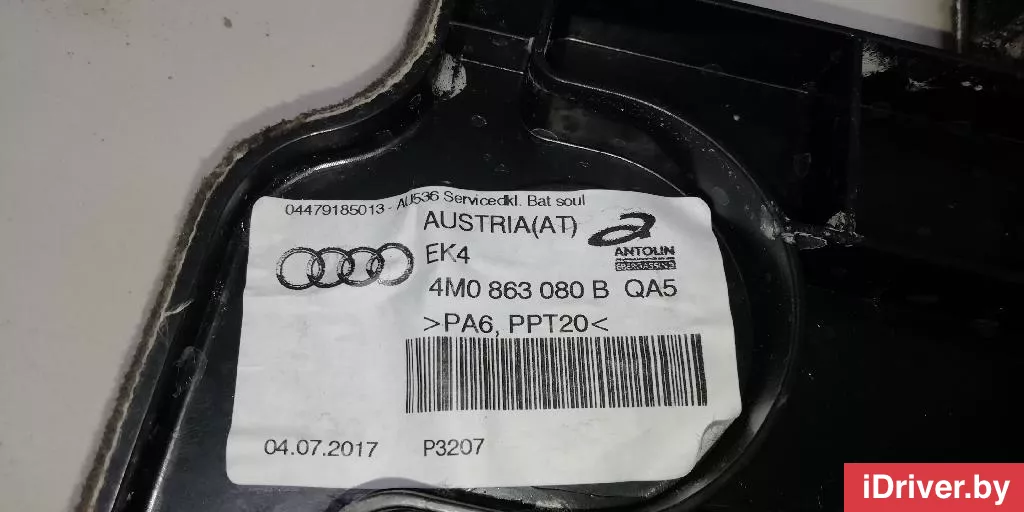 04479185013 - AU536 Servicedkl. Bat soul
AUSTRIA(AT)
EK4
ANTOLIN
EBERGASSING
4M0 863 080 B QA5
>PA6, PPT20<
04.07.2017 P3207
iDriver.by